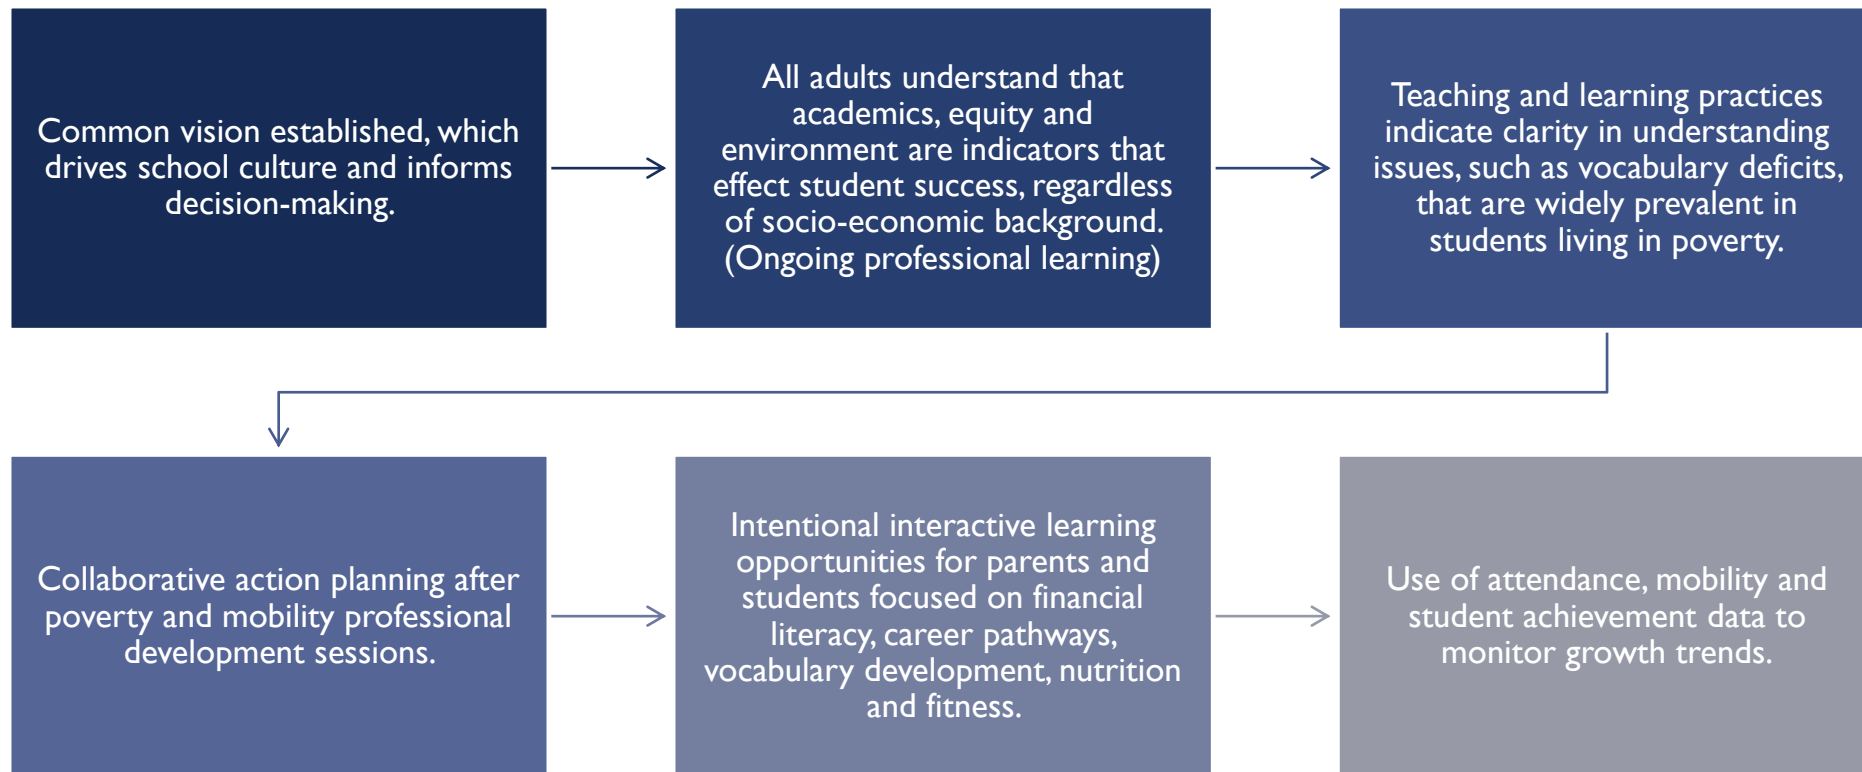 Common vision established, which
drives school culture and informs
decision-making.
All adults understand that
academics, equity and
environment are indicators that
effect student success, regardless
of socio-economic background.
(Ongoing professional learning)
Teaching and learning practices
indicate clarity in understanding
issues, such as vocabulary deficits,
that are widely prevalent in
students living in poverty.
Collaborative action planning after
poverty and mobility professional
development sessions.
Intentional interactive learning
opportunities for parents and
students focused on financial
literacy, career pathways,
vocabulary development, nutrition
and fitness.
Use of attendance, mobility and
student achievement data to
monitor growth trends.